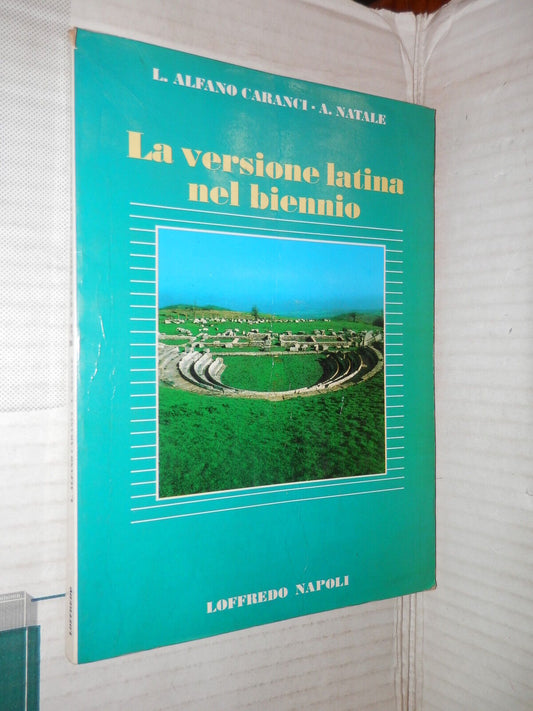 L. ALFANO CARANCI - A. NATALE
La versione latina
nel biennio
LOFFREDO NAPOLI